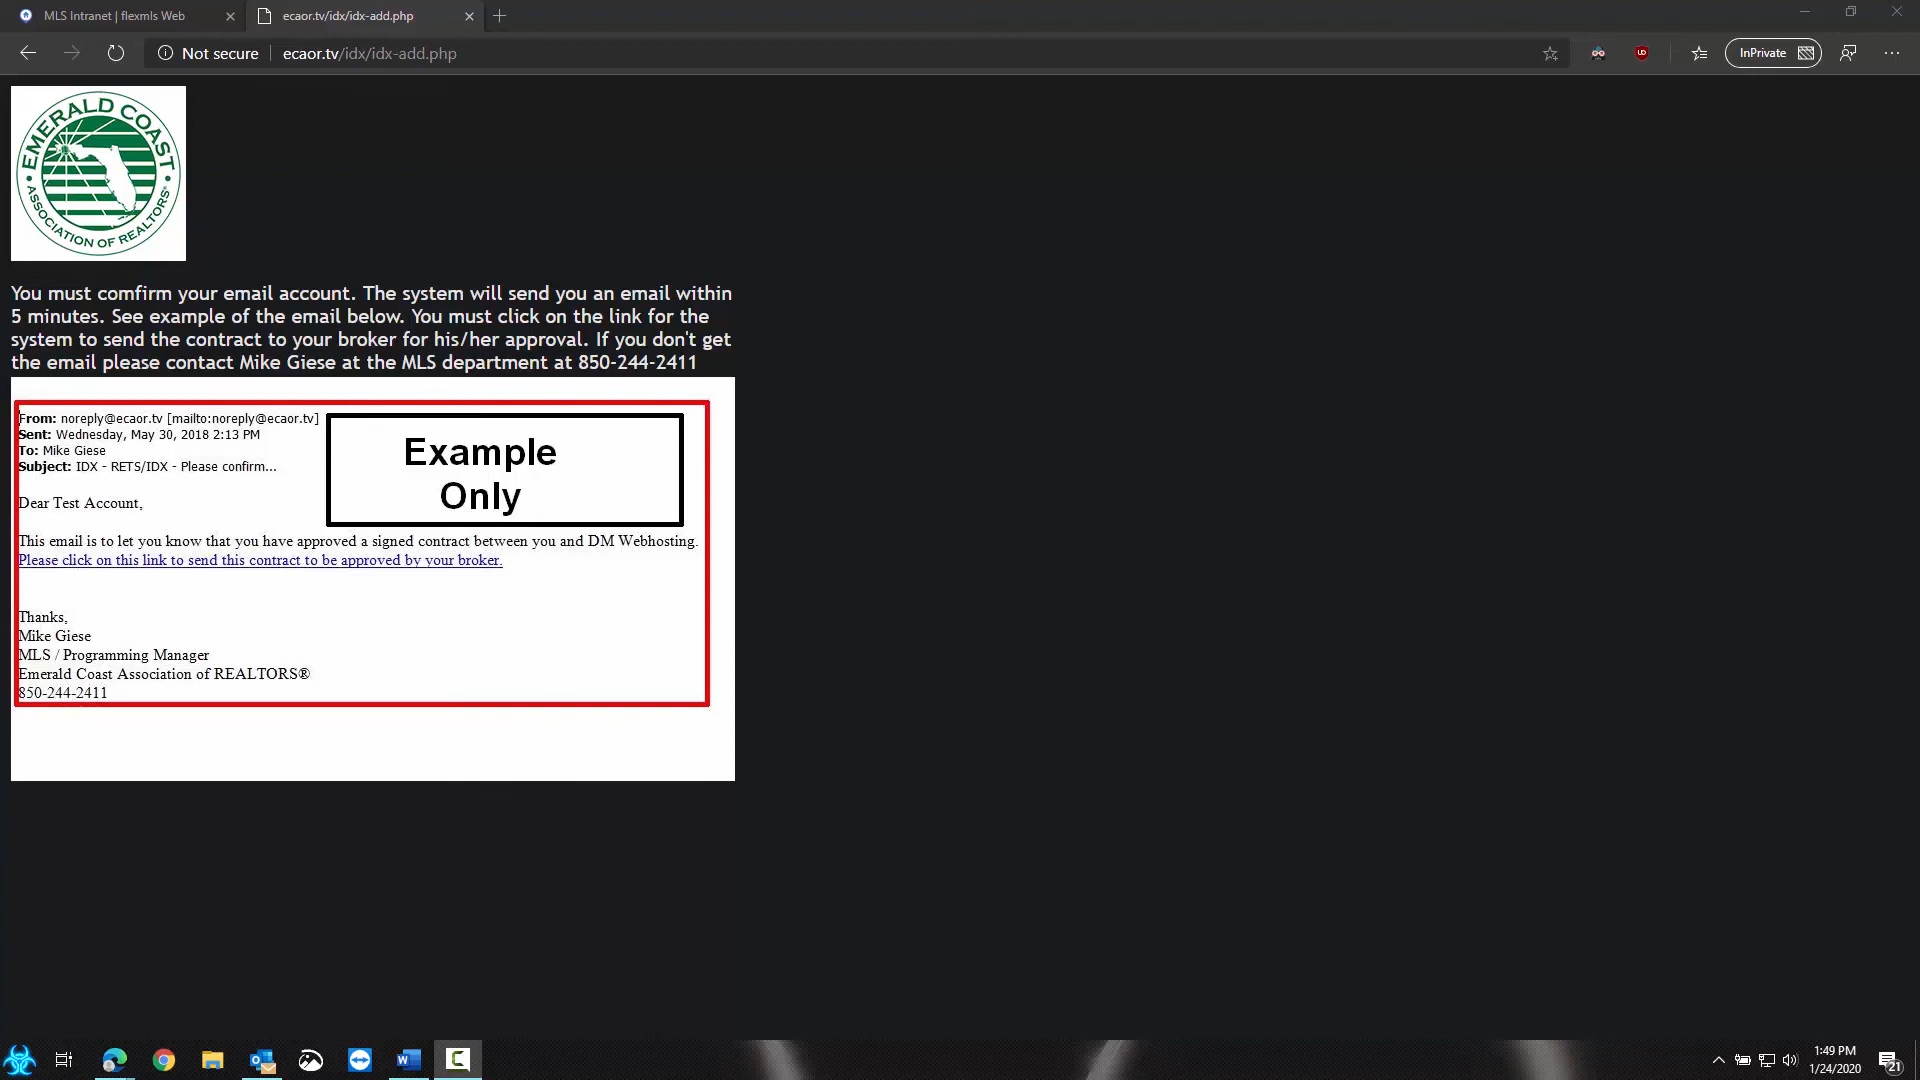 MLS Intranet | flexmls Web
ecaor.tv/idx/idx-add.php
Not secure
ecaor.tv/idx/idx-add.php
InPrivate
EMERALD COAST
ASSOCIATION OF REALTORS®
You must comfirm your email account. The system will send you an email within
5 minutes. See example of the email below. You must click on the link for the
system to send the contract to your broker for his/her approval. If you don't get
the email please contact Mike Giese at the MLS department at 850-244-2411
From: noreply@ecaor.tv [mailto:noreply@ecaor.tv]
Sent: Wednesday, May 30, 2018 2:13 PM
To: Mike Giese
Subject: IDX - RETS/IDX - Please confirm...
Example
Only
Dear Test Account,
This email is to let you know that you have approved a signed contract between you and DM Webhosting.
Please click on this link to send this contract to be approved by your broker.
Thanks,
Mike Giese
MLS / Programming Manager
Emerald Coast Association of REALTORS®
850-244-2411
1:49 PM
1/24/2020
21